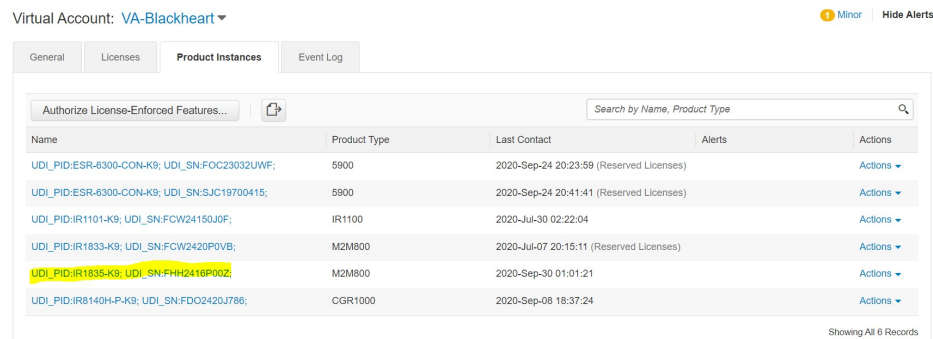 Virtual Account: VA-Blackheart
1 Minor Hide Alerts
General Licenses Product Instances Event Log
Authorize License-Enforced Features... Search by Name, Product Type
Name Product Type Last Contact Alerts Actions
UDI_PID:ESR-6300-CON-K9; UDI_SN:FOC23032UWF; 5900 2020-Sep-24 20:23:59 (Reserved Licenses) Actions
UDI_PID:ESR-6300-CON-K9; UDI_SN:SJC19700415; 5900 2020-Sep-24 20:41:41 (Reserved Licenses) Actions
UDI_PID:IR1101-K9; UDI_SN:FCW24150J0F; IR1100 2020-Jul-30 02:22:04 Actions
UDI_PID:IR1833-K9; UDI_SN:FCW2420P0VB; M2M800 2020-Jul-07 20:15:11 (Reserved Licenses) Actions
UDI_PID:IR1835-K9; UDI_SN:FHH2416P00Z; M2M800 2020-Sep-30 01:01:21 Actions
UDI_PID:IR8140H-P-K9; UDI_SN:FDO2420J786; CGR1000 2020-Sep-08 18:37:24 Actions
Showing All 6 Records